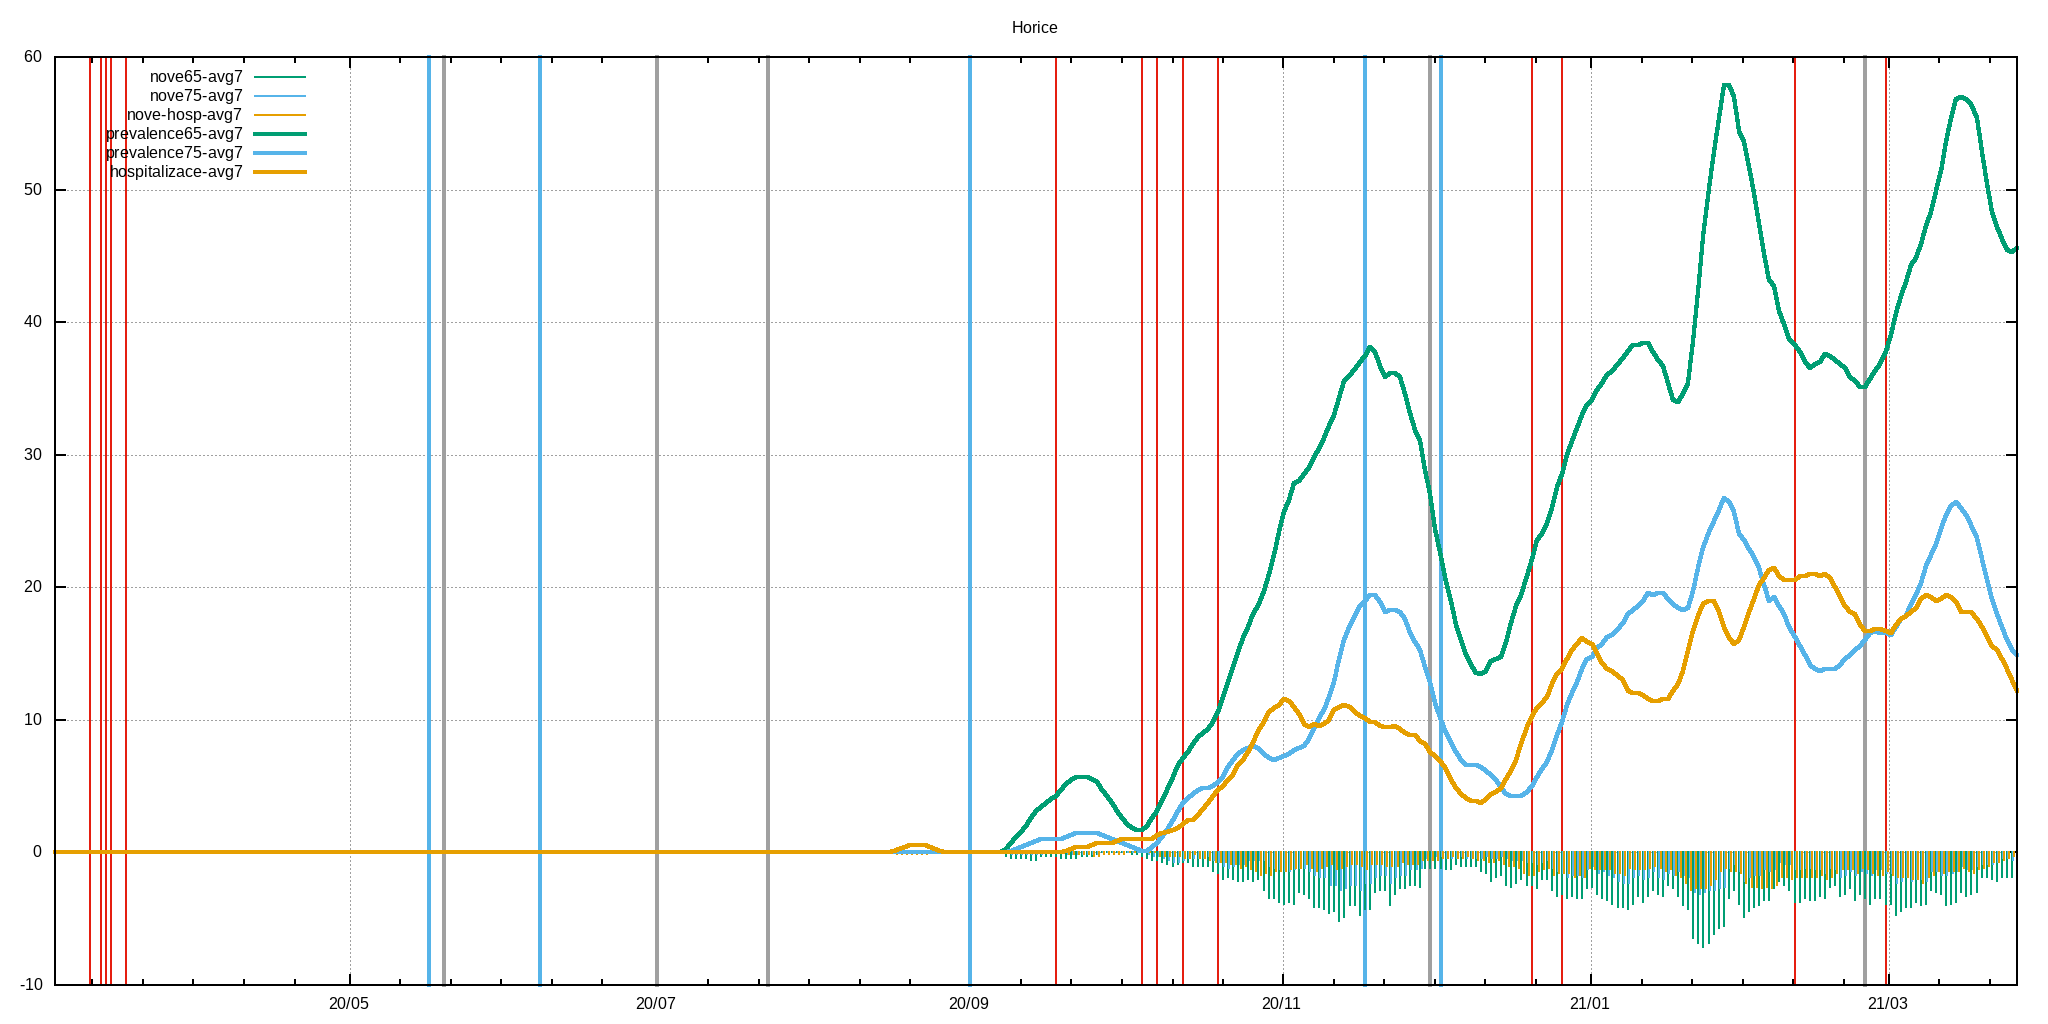 Horice
60
nove65-avg7
nove75-avg7
nove-hosp-avg7
prevalence65-avg7
prevalence75-avg7
hospitalizace-avg7
50
40
30
20
10
0
-10
20/05
20/07
20/09
20/11
21/01
21/03